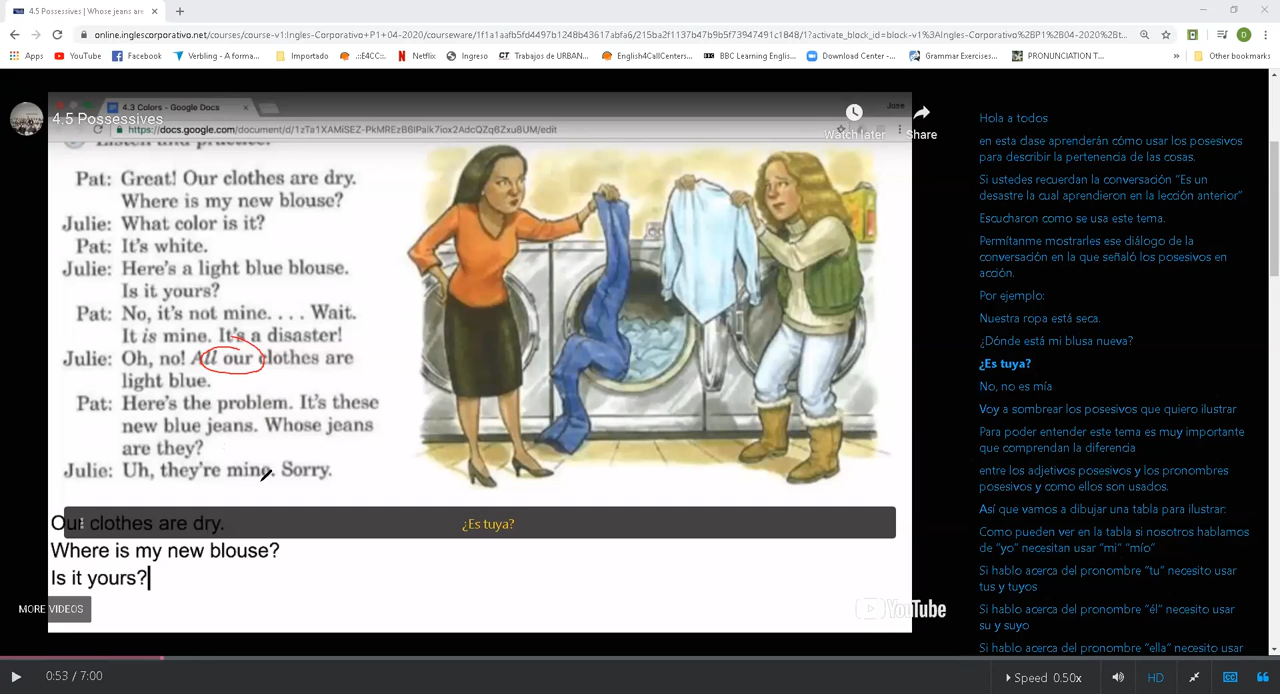 4.5 Possessives | Whose jeans are
online.inglescorporativo.net/courses/course-v1:Ingles-Corporativo+P1+04-2020/courseware/1f1a1aafb5fd4497b1248b43617abfa6/215ba2f1137b47b9b5f73947491c1848/1?activate_block_id=block-v1%3AIngles-Corporativo%2BP1%2B04-2020%2Bt...
Apps YouTube Facebook Verbling - A forma... Importado .::E4CC::. Netflix Ingreso Trabajos de URBAN... English4CallCenters... BBC Learning Englis... Download Center -... Grammar Exercises... PRONUNCIATION T... » Other bookmarks
4.3 Colors - Google Docs
Jose
4.5 Possessives
https://docs.google.com/document/d/1zTa1XAMiSEZ-PkMREzB6IPalk7iox2AdcQZq6Zxu8UM/edit
Watch later Share
Listen and practice.
Pat: Great! Our clothes are dry.
Where is my new blouse?
Julie: What color is it?
Pat: It's white.
Julie: Here's a light blue blouse.
Is it yours?
Pat: No, it's not mine. . . . Wait.
It is mine. It's a disaster!
Julie: Oh, no! All our clothes are
light blue.
Pat: Here's the problem. It's these
new blue jeans. Whose jeans
are they?
Julie: Uh, they're mine. Sorry.
Our clothes are dry.
¿Es tuya?
Where is my new blouse?
Is it yours?
MORE VIDEOS
YouTube
Hola a todos
en esta clase aprenderán cómo usar los posesivos
para describir la pertenencia de las cosas.
Si ustedes recuerdan la conversación "Es un
desastre la cual aprendieron en la lección anterior"
Escucharon como se usa este tema.
Permítanme mostrarles ese diálogo de la
conversación en la que señaló los posesivos en
acción.
Por ejemplo:
Nuestra ropa está seca.
¿Dónde está mi blusa nueva?
¿Es tuya?
No, no es mía
Voy a sombrear los posesivos que quiero ilustrar
Para poder entender este tema es muy importante
que comprendan la diferencia
entre los adjetivos posesivos y los pronombres
posesivos y como ellos son usados.
Así que vamos a dibujar una tabla para ilustrar:
Como pueden ver en la tabla si nosotros hablamos
de "yo" necesitan usar "mi" "mío"
Si hablo acerca del pronombre "tu" necesito usar
tus y tuyos
Si hablo acerca del pronombre "él" necesito usar
su y suyo
Si hablo acerca del pronombre "ella" necesito usar
0:53 / 7:00
Speed 0.50x
HD
CC